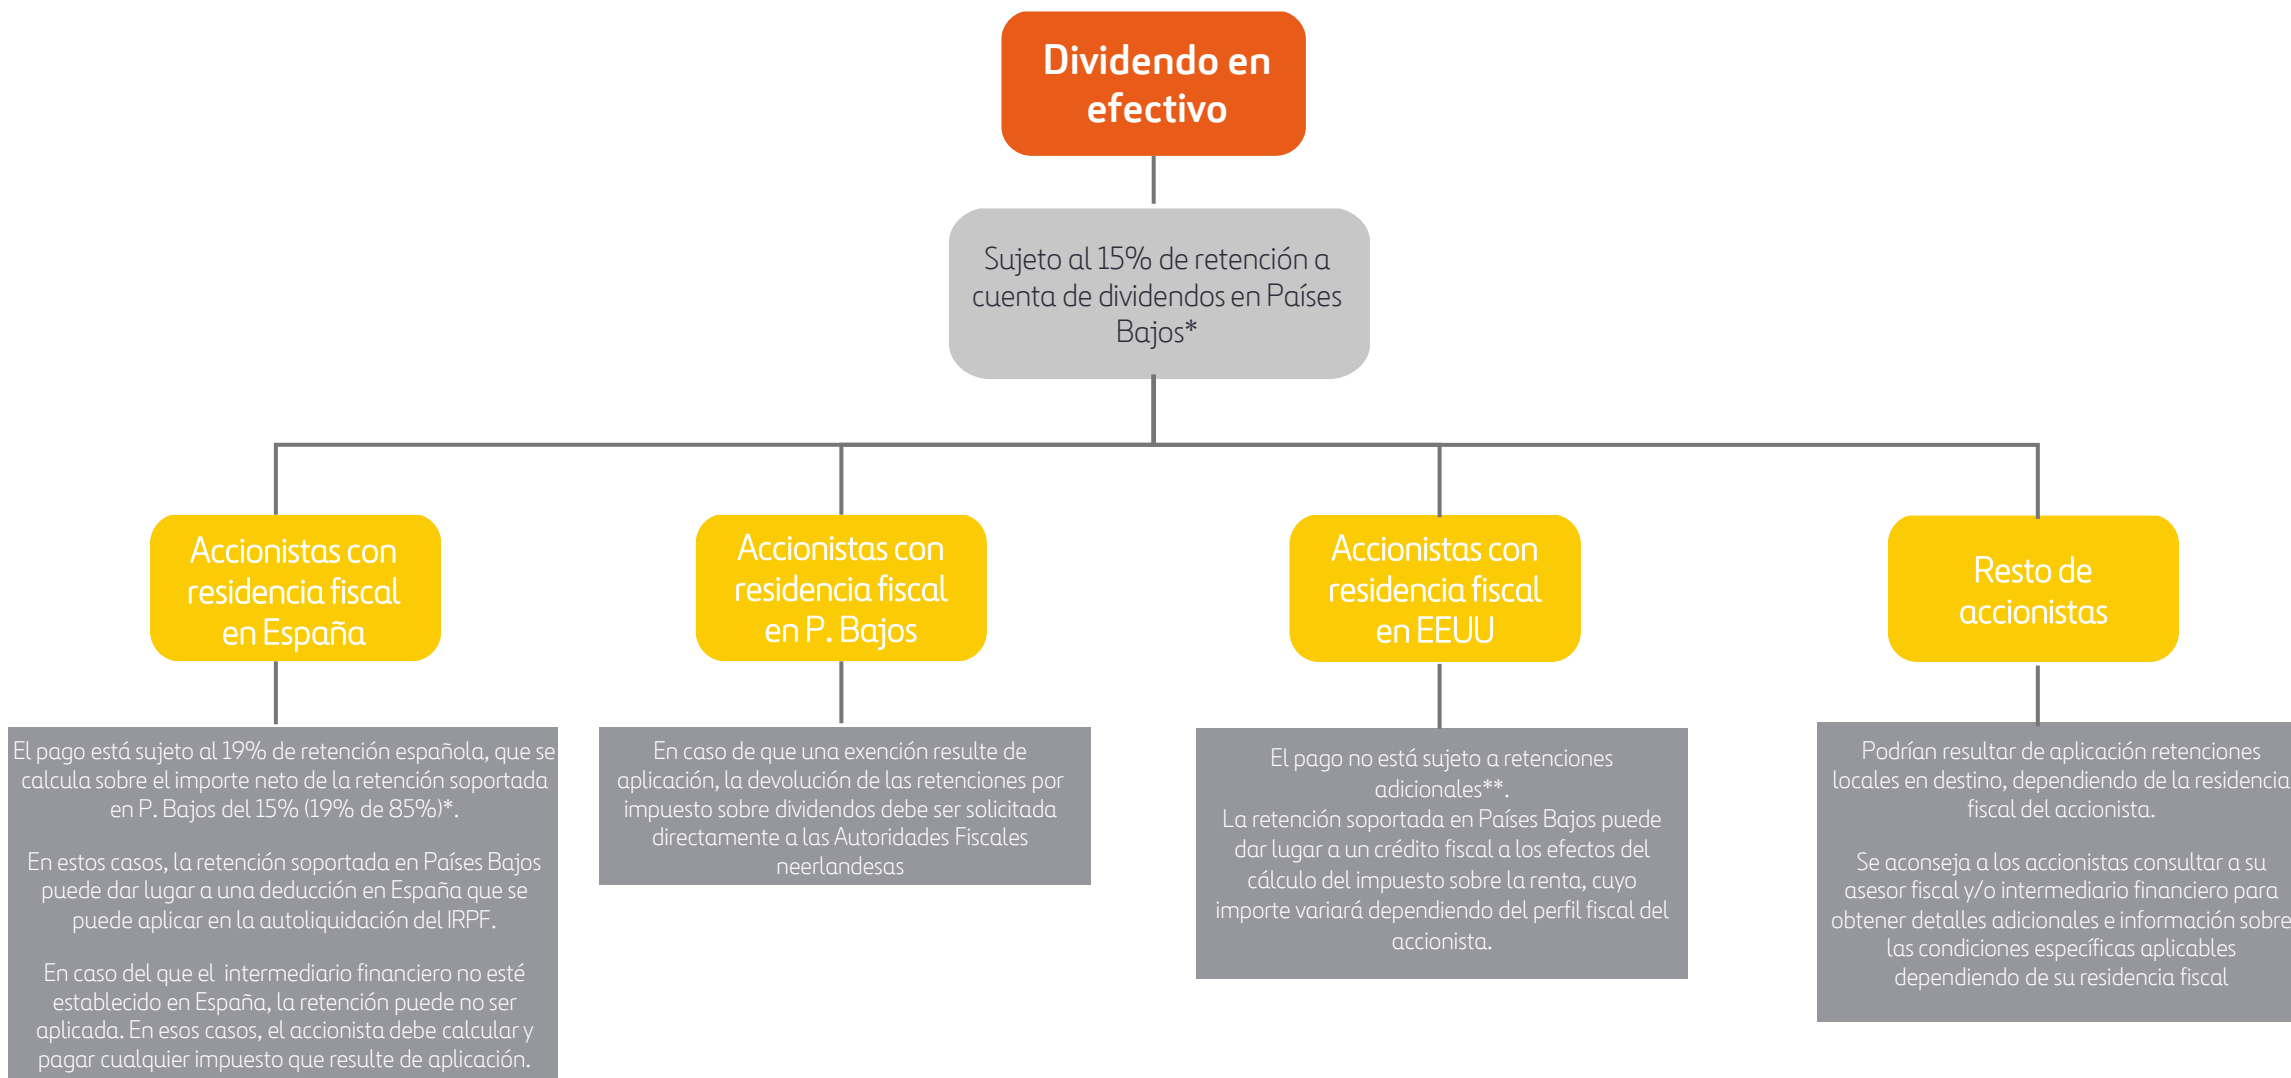 Dividendo en
efectivo
Sujeto al 15% de retención a
cuenta de dividendos en Países
Bajos*
Accionistas con
residencia fiscal
en España
Accionistas con
residencia fiscal
en P. Bajos
Accionistas con
residencia fiscal
en EEUU
Resto de
accionistas
El pago está sujeto al 19% de retención española, que se
calcula sobre el importe neto de la retención soportada
en P. Bajos del 15% (19% de 85%)*.
En estos casos, la retención soportada en Países Bajos
puede dar lugar a una deducción en España que se
puede aplicar en la autoliquidación del IRPF.
En caso del que el intermediario financiero no esté
establecido en España, la retención puede no ser
aplicada. En esos casos, el accionista debe calcular y
pagar cualquier impuesto que resulte de aplicación.
En caso de que una exención resulte de
aplicación, la devolución de las retenciones por
impuesto sobre dividendos debe ser solicitada
directamente a las Autoridades Fiscales
neerlandesas
El pago no está sujeto a retenciones
adicionales**.
La retención soportada en Países Bajos puede
dar lugar a un crédito fiscal a los efectos del
cálculo del impuesto sobre la renta, cuyo
importe variará dependiendo del perfil fiscal del
accionista.
Podrían resultar de aplicación retenciones
locales en destino, dependiendo de la residencia
fiscal del accionista.
Se aconseja a los accionistas consultar a su
asesor fiscal y/o intermediario financiero para
obtener detalles adicionales e información sobre
las condiciones específicas aplicables
dependiendo de su residencia fiscal